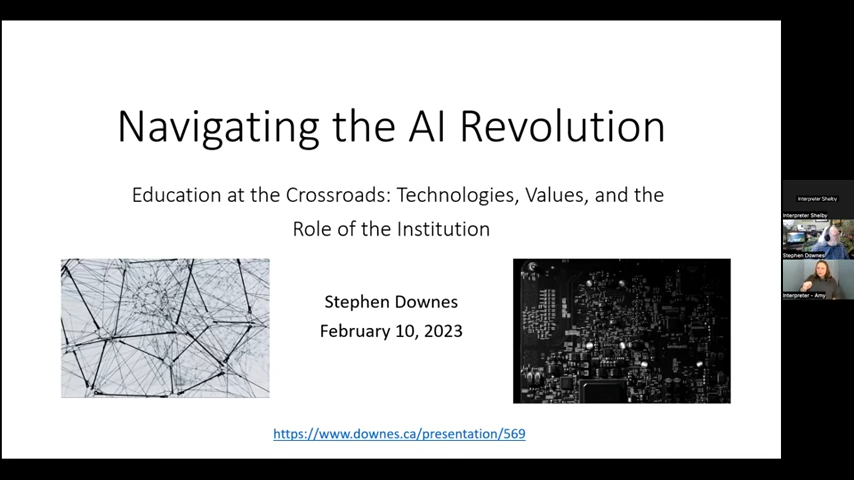 Navigating the AI Revolution
Education at the Crossroads: Technologies, Values, and the
Role of the Institution
Stephen Downes
February 10, 2023
https://www.downes.ca/presentation/569
Interpreter Shelby
Interpreter Shelby
Stephen Downes
Interpreter - Amy